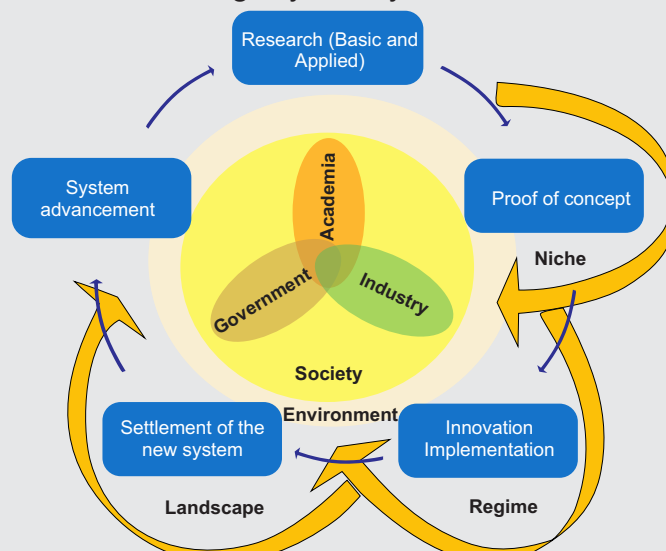 Research (Basic and
Applied)
System
advancement
Academia
Proof of concept
Niche
Government
Industry
Society
Environment
Settlement of the
new system
Innovation
Implementation
Landscape
Regime